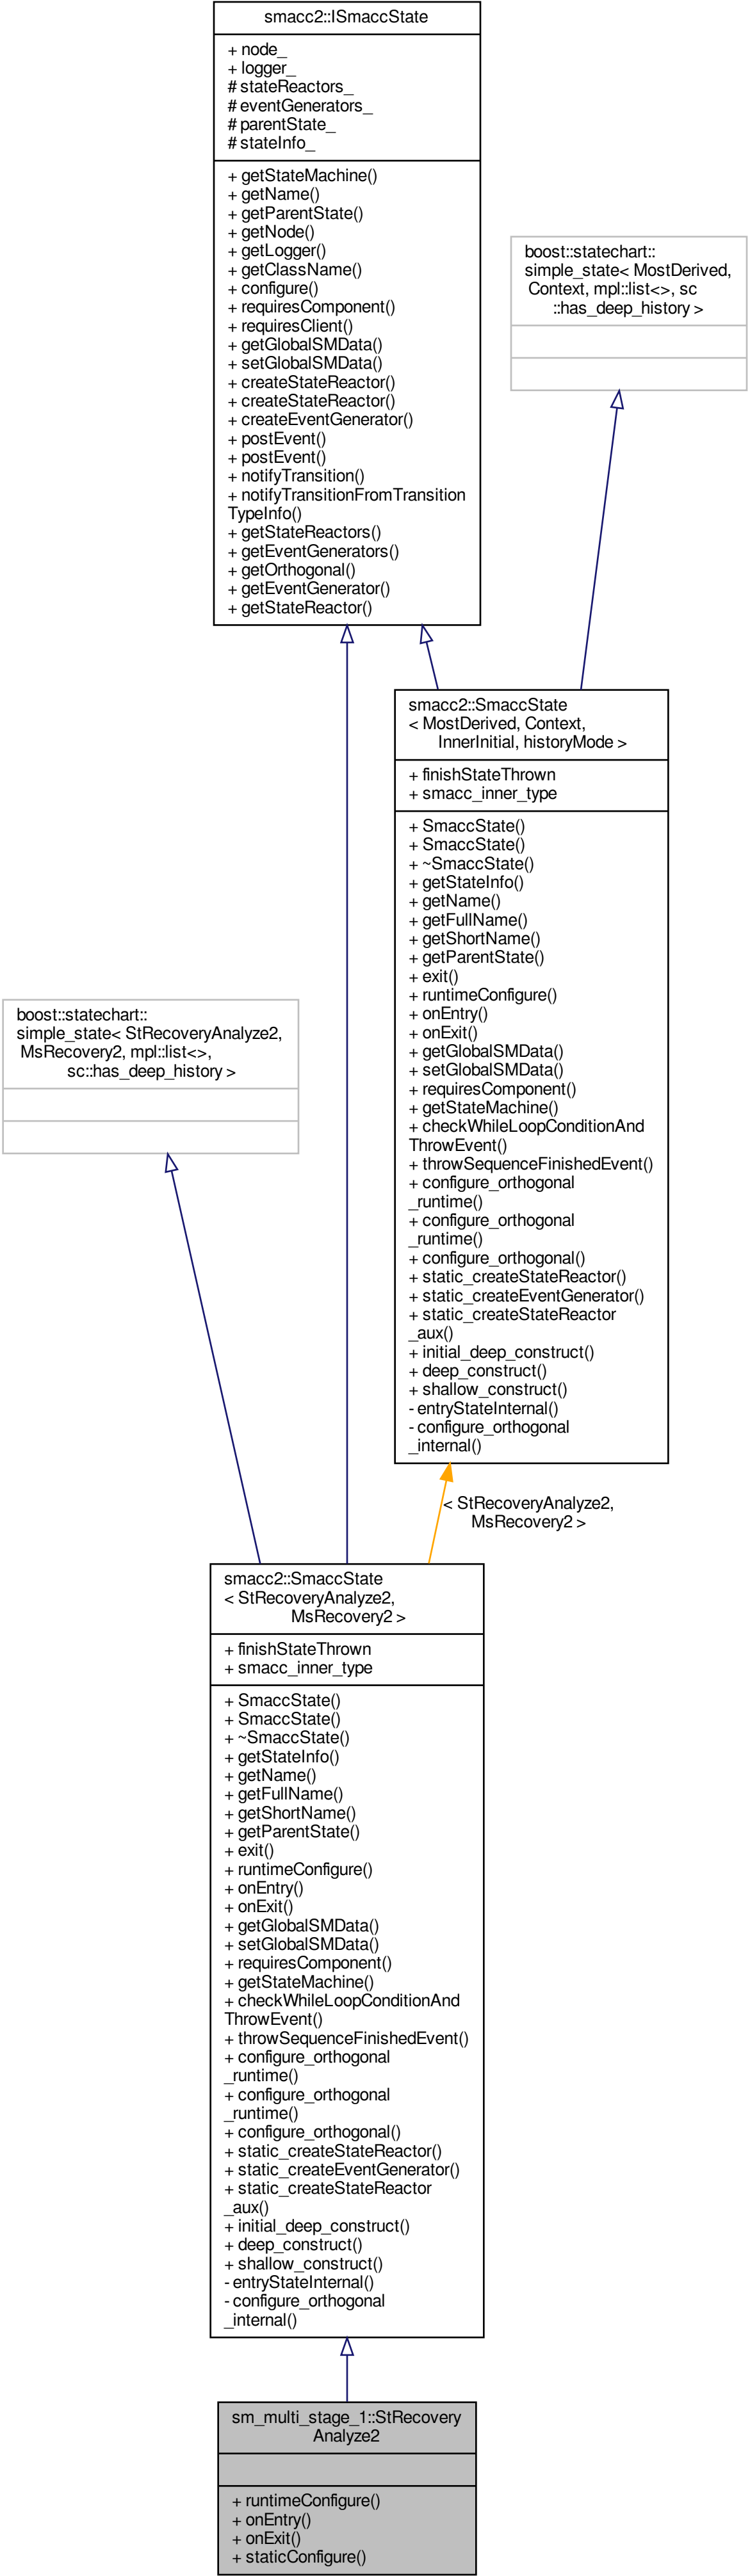 smacc2::ISmaccState
+ node_
+ logger_
# stateReactors_
# eventGenerators_
# parentState_
# stateInfo_
+ getStateMachine()
+ getName()
+ getParentState()
+ getNode()
+ getLogger()
+ getClassName()
+ configure()
+ requiresComponent()
+ requiresClient()
+ getGlobalSMData()
+ setGlobalSMData()
+ createStateReactor()
+ createStateReactor()
+ createEventGenerator()
+ postEvent()
+ postEvent()
+ notifyTransition()
+ notifyTransitionFromTransition
TypeInfo()
+ getStateReactors()
+ getEventGenerators()
+ getOrthogonal()
+ getEventGenerator()
+ getStateReactor()
boost::statechart::
simple_state< MostDerived,
Context, mpl::list<>, sc
::has_deep_history >
smacc2::SmaccState
< MostDerived, Context,
InnerInitial, historyMode >
+ finishStateThrown
+ smacc_inner_type
+ SmaccState()
+ SmaccState()
+ ~SmaccState()
+ getStateInfo()
+ getName()
+ getFullName()
+ getShortName()
+ getParentState()
+ exit()
+ runtimeConfigure()
+ onEntry()
+ onExit()
+ getGlobalSMData()
+ setGlobalSMData()
+ requiresComponent()
+ getStateMachine()
+ checkWhileLoopConditionAnd
ThrowEvent()
+ throwSequenceFinishedEvent()
+ configure_orthogonal
_runtime()
+ configure_orthogonal
_runtime()
+ configure_orthogonal()
+ static_createStateReactor()
+ static_createEventGenerator()
+ static_createStateReactor
_aux()
+ initial_deep_construct()
+ deep_construct()
+ shallow_construct()
- entryStateInternal()
- configure_orthogonal
_internal()
boost::statechart::
simple_state< StRecoveryAnalyze2,
MsRecovery2, mpl::list<>,
sc::has_deep_history >
< StRecoveryAnalyze2,
MsRecovery2 >
smacc2::SmaccState
< StRecoveryAnalyze2,
MsRecovery2 >
+ finishStateThrown
+ smacc_inner_type
+ SmaccState()
+ SmaccState()
+ ~SmaccState()
+ getStateInfo()
+ getName()
+ getFullName()
+ getShortName()
+ getParentState()
+ exit()
+ runtimeConfigure()
+ onEntry()
+ onExit()
+ getGlobalSMData()
+ setGlobalSMData()
+ requiresComponent()
+ getStateMachine()
+ checkWhileLoopConditionAnd
ThrowEvent()
+ throwSequenceFinishedEvent()
+ configure_orthogonal
_runtime()
+ configure_orthogonal
_runtime()
+ configure_orthogonal()
+ static_createStateReactor()
+ static_createEventGenerator()
+ static_createStateReactor
_aux()
+ initial_deep_construct()
+ deep_construct()
+ shallow_construct()
- entryStateInternal()
- configure_orthogonal
_internal()
sm_multi_stage_1::StRecovery
Analyze2
+ runtimeConfigure()
+ onEntry()
+ onExit()
+ staticConfigure()